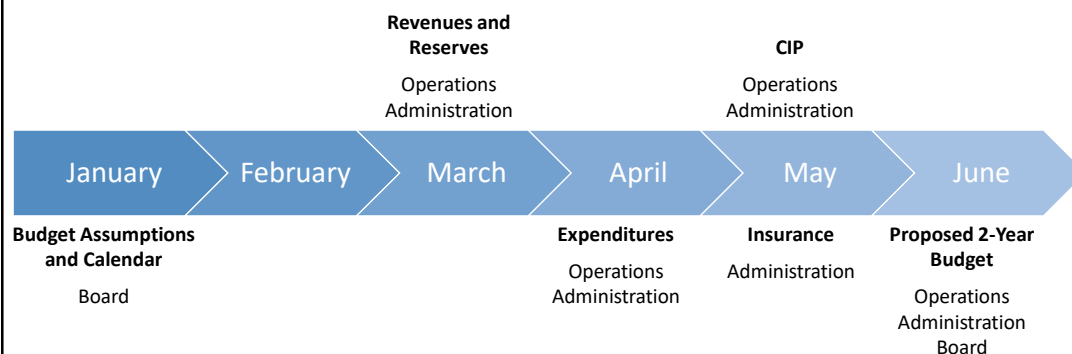 Revenues and
Reserves
Operations
Administration
CIP
Operations
Administration
January
February
March
April
May
June
Budget Assumptions
and Calendar
Board
Expenditures
Operations
Administration
Insurance
Administration
Proposed 2-Year
Budget
Operations
Administration
Board